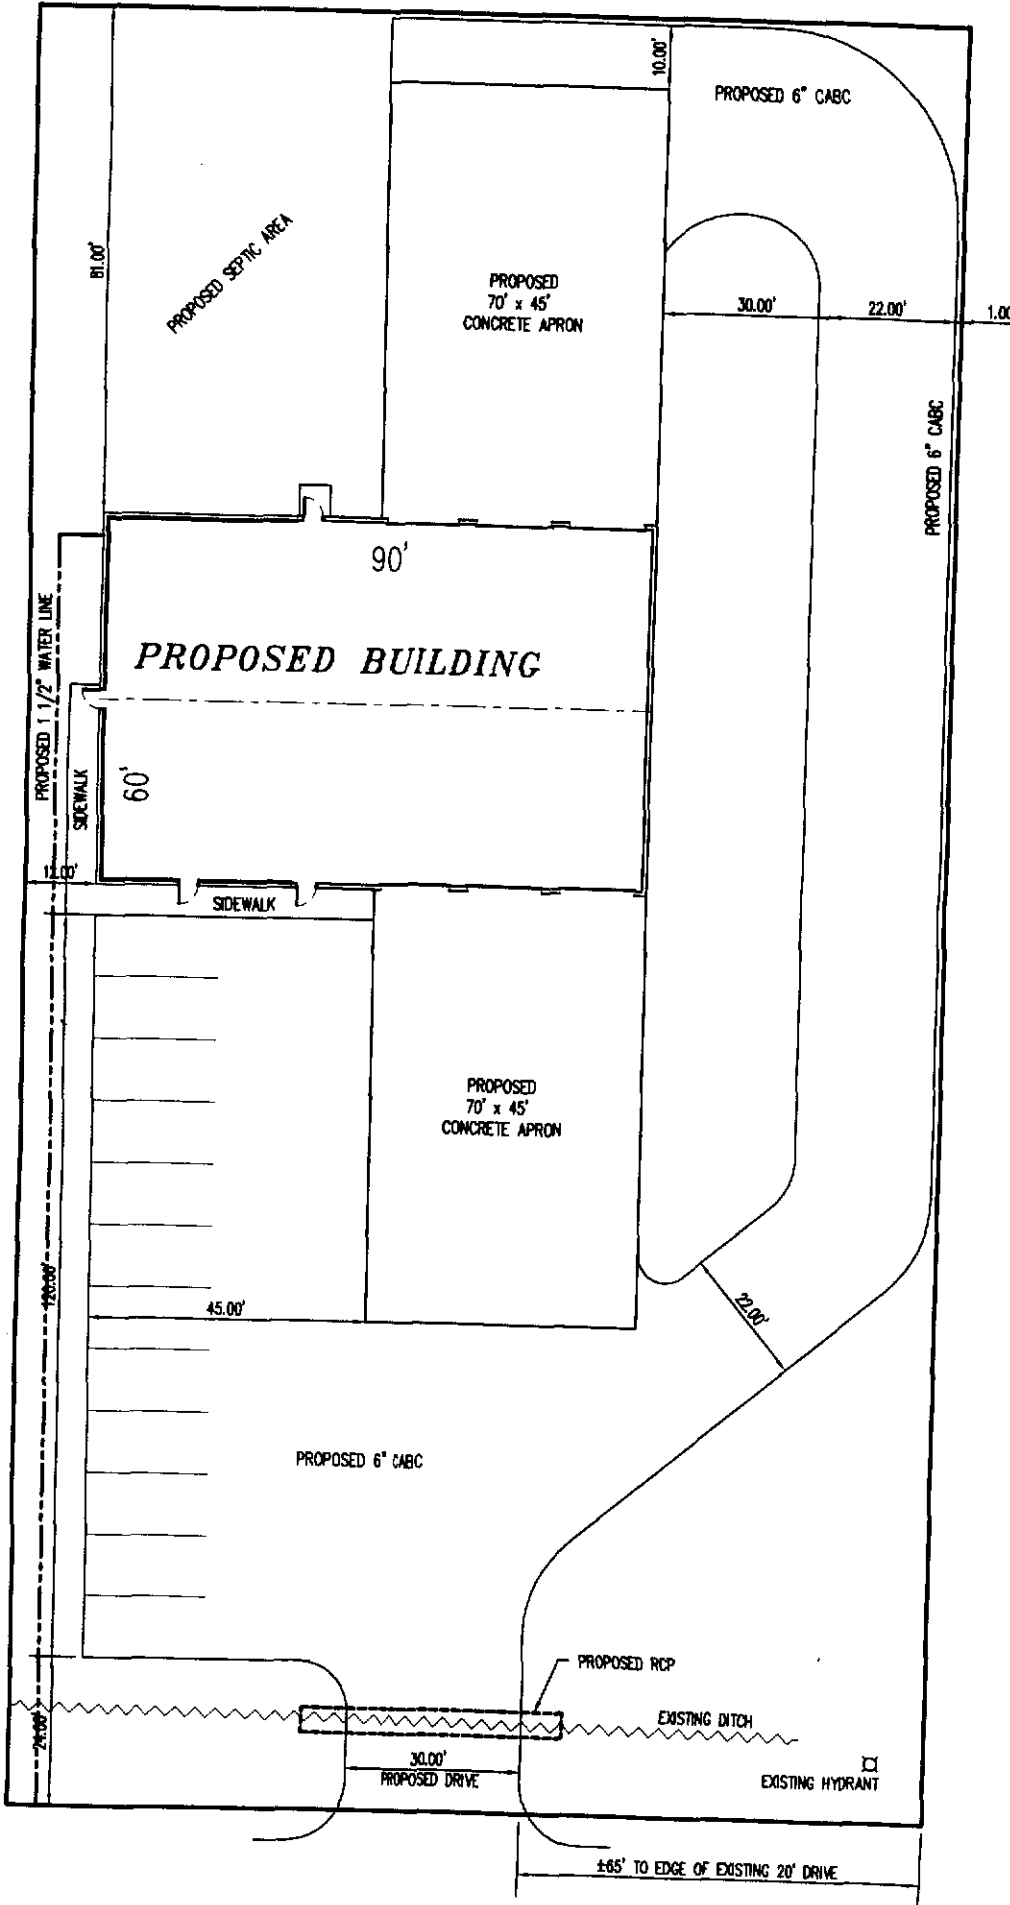 10.00'
PROPOSED 6" CABC
81.00'
PROPOSED SEPTIC AREA
PROPOSED
70' x 45'
CONCRETE APRON
30.00'
22.00'
1.00
PROPOSED 6" CABC
90'
PROPOSED BUILDING
PROPOSED 1 1/2" WATER LINE
60'
SIDEWALK
SIDEWALK
PROPOSED
70' x 45'
CONCRETE APRON
120.00'
45.00'
22.00'
PROPOSED 6" CABC
PROPOSED RCP
EXISTING DITCH
24.00'
30.00'
PROPOSED DRIVE
EXISTING HYDRANT
±65' TO EDGE OF EXISTING 20' DRIVE